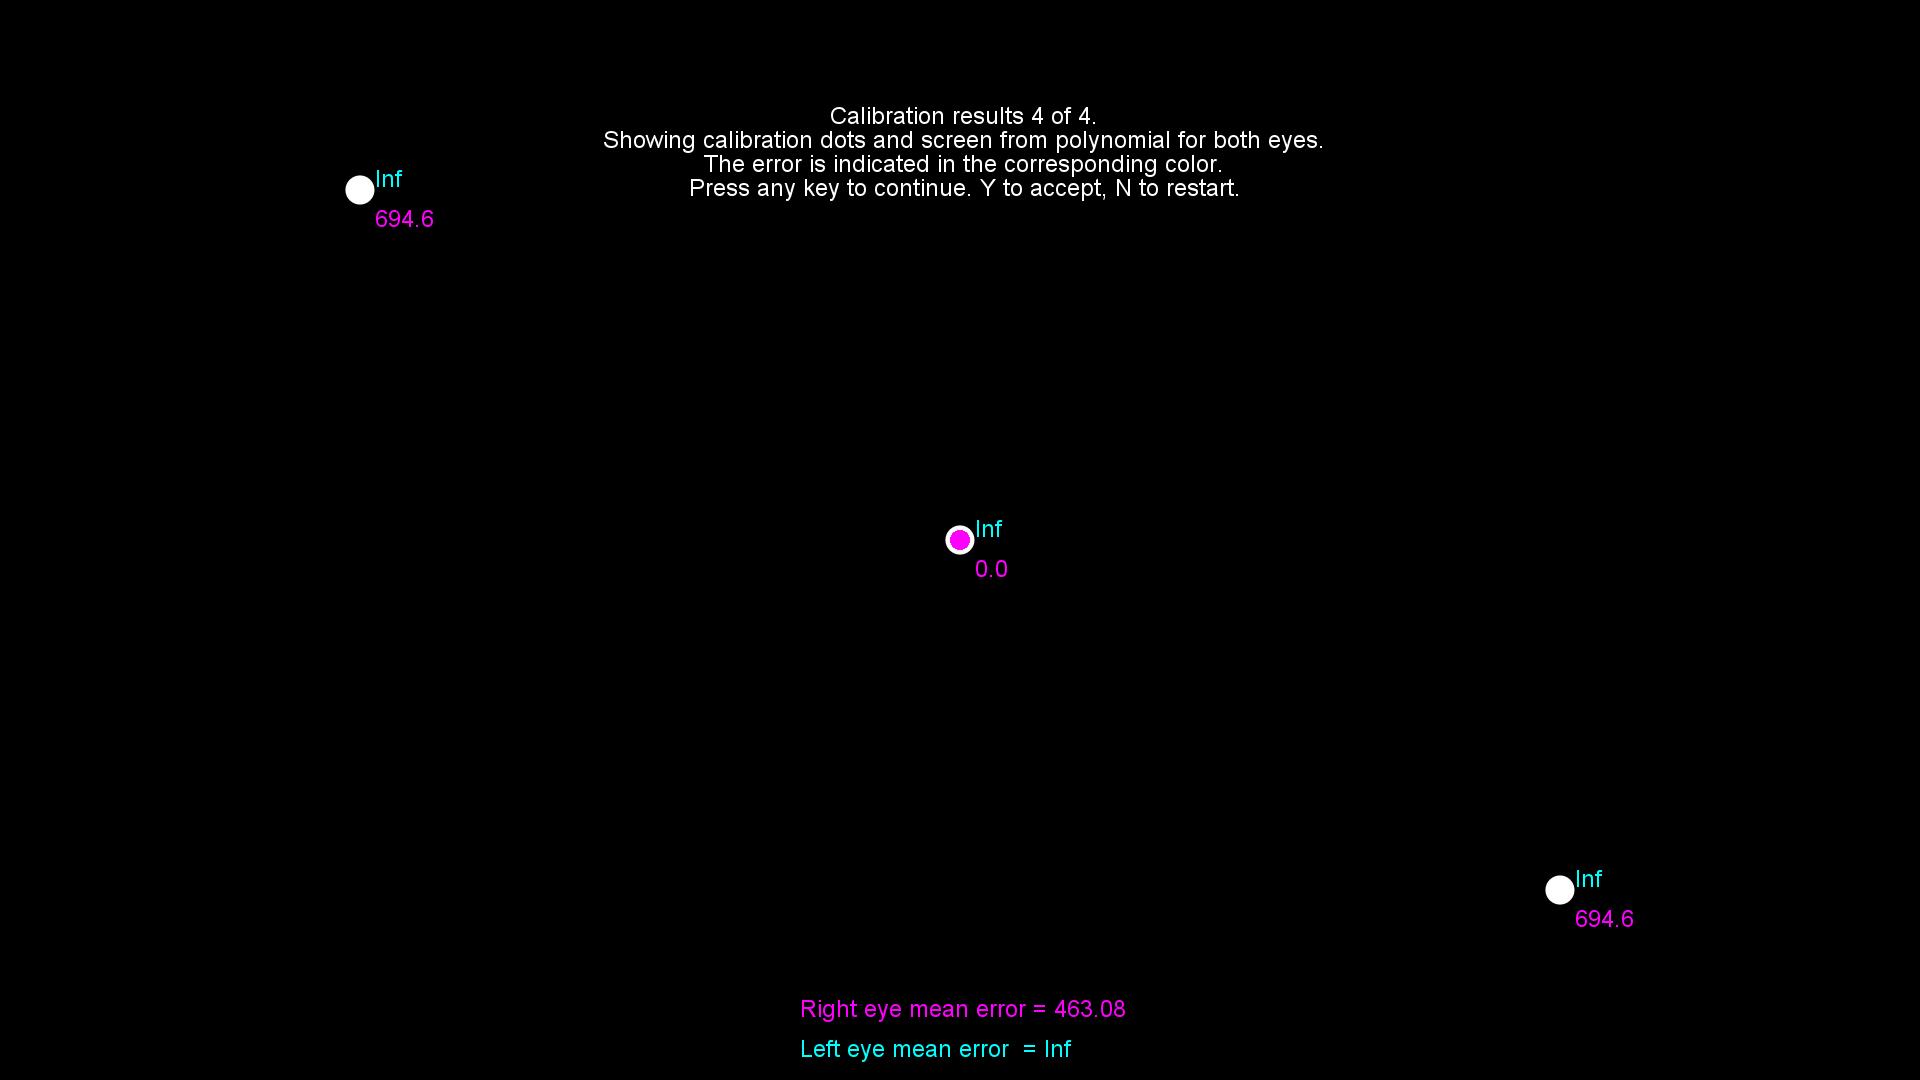 Calibration results 4 of 4.
Showing calibration dots and screen from polynomial for both eyes.
The error is indicated in the corresponding color.
Press any key to continue. Y to accept, N to restart.
Inf
694.6
Inf
0.0
Inf
694.6
Right eye mean error = 463.08
Left eye mean error  = Inf